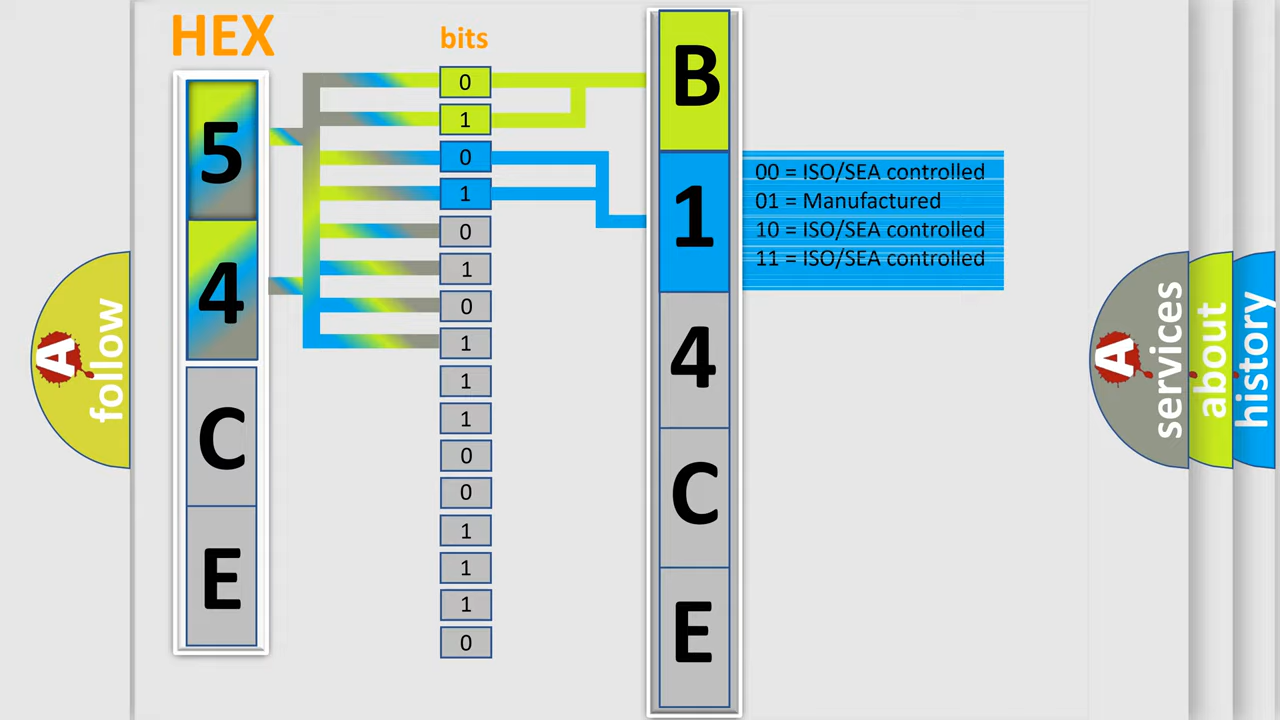 HEX
bits
5
4
C
E
0
1
0
1
0
1
0
1
1
1
0
0
1
1
1
0
B
1
4
C
E
00 = ISO/SEA controlled
01 = Manufactured
10 = ISO/SEA controlled
11 = ISO/SEA controlled
A
follow
A
services
about
history